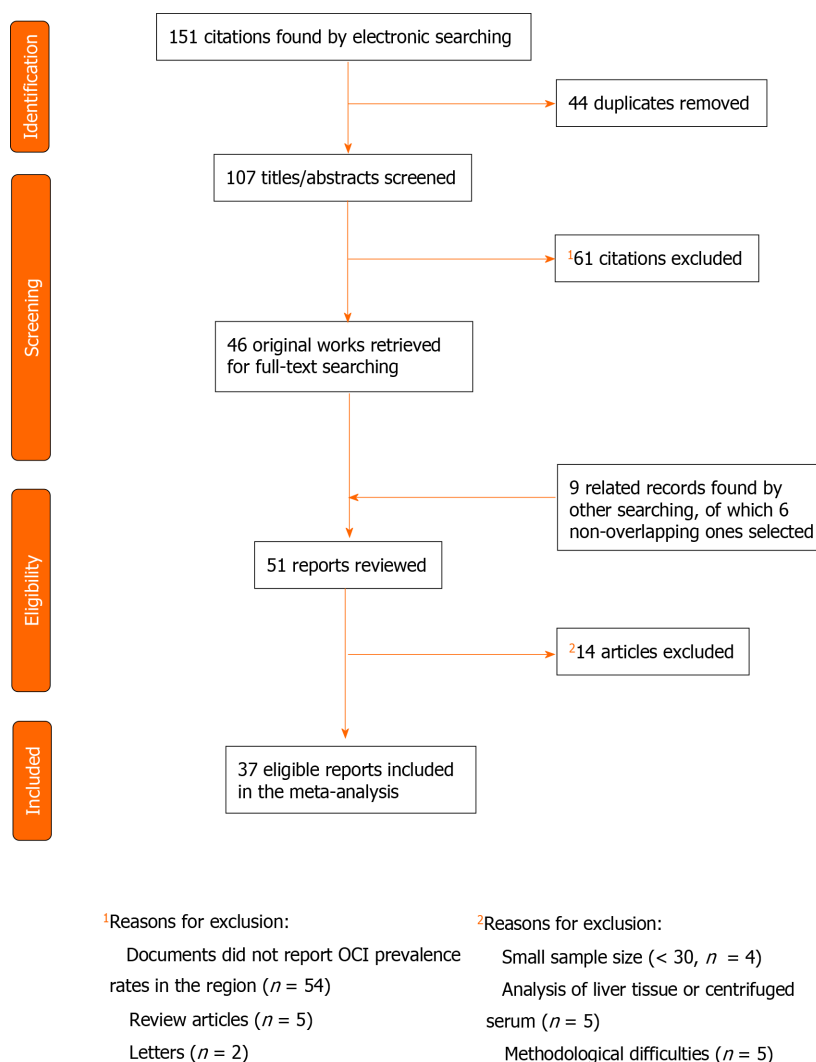 Identification
151 citations found by electronic searching
44 duplicates removed
107 titles/abstracts screened
Screening
¹61 citations excluded
46 original works retrieved
for full-text searching
9 related records found by
other searching, of which 6
non-overlapping ones selected
Eligibility
51 reports reviewed
²14 articles excluded
Included
37 eligible reports included
in the meta-analysis
¹Reasons for exclusion:
Documents did not report OCI prevalence
rates in the region (n = 54)
Review articles (n = 5)
Letters (n = 2)
²Reasons for exclusion:
Small sample size (< 30, n = 4)
Analysis of liver tissue or centrifuged
serum (n = 5)
Methodological difficulties (n = 5)